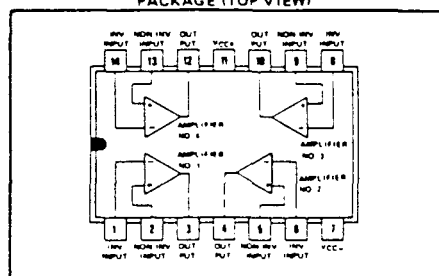 PACKAGE (TOP VIEW)
INV NON INV OUT OUT NON INV INV
INPUT INPUT PUT VCC+ PUT INPUT INPUT
14 13 12 11 10 9 8
+ +
- -
AMPLIFIER AMPLIFIER
NO. 4 NO. 3
AMPLIFIER AMPLIFIER
NO. 1 NO. 2
- -
+ +
1 2 3 4 5 6 7
INV NON INV OUT OUT NON INV INV VCC-
INPUT INPUT PUT PUT INPUT INPUT